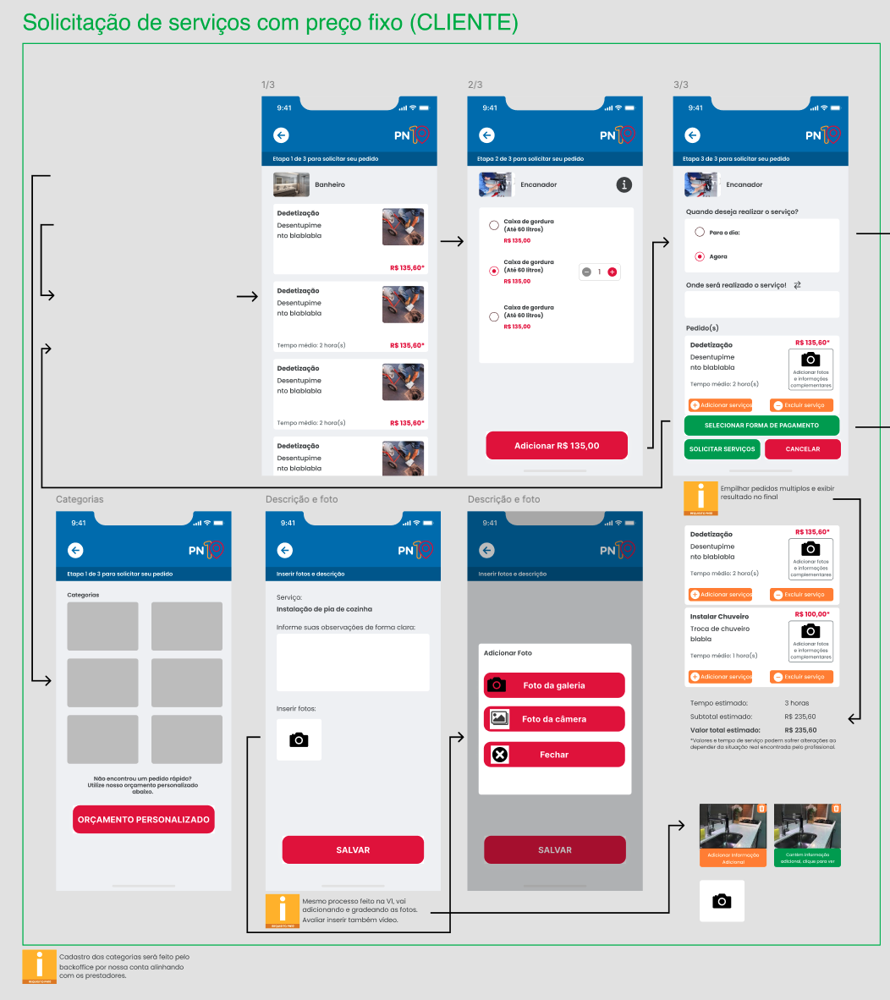 Solicitação de serviços com preço fixo (CLIENTE)
1/3
9:41
PN10
Etapa 1 de 3 para solicitar seu pedido
Banheiro
Dedetização
Desentupime
nto blablabla
R$ 135,60*
Dedetização
Desentupime
nto blablabla
Tempo médio: 2 hora(s)
R$ 135,60*
Dedetização
Desentupime
nto blablabla
Tempo médio: 2 hora(s)
R$ 135,60*
Dedetização
Desentupime
nto blablabla
2/3
9:41
PN10
Etapa 2 de 3 para solicitar seu pedido
Encanador
Caixa de gordura
(Até 60 litros)
R$ 135,00
Caixa de gordura
(Até 60 litros)
R$ 135,00
1
Caixa de gordura
(Até 60 litros)
R$ 135,00
Adicionar R$ 135,00
3/3
9:41
PN10
Etapa 3 de 3 para solicitar seu pedido
Encanador
Quando deseja realizar o serviço?
Para o dia:
Agora
Onde será realizado o serviço!
Pedido(s)
Dedetização
R$ 135,60*
Desentupime
nto blablabla
Adicionar fotos
e informações
complementares
Tempo médio: 2 hora(s)
Adicionar serviços
Excluir serviço
SELECIONAR FORMA DE PAGAMENTO
SOLICITAR SERVIÇOS
CANCELAR
Empilhar pedidos multiplos e exibir
resultado no final
Dedetização
R$ 135,60*
Desentupime
nto blablabla
Adicionar fotos
e informações
complementares
Tempo médio: 2 hora(s)
Adicionar serviços
Excluir serviço
Instalar Chuveiro
R$ 100,00*
Troca de chuveiro
blabla
Adicionar fotos
e informações
complementares
Tempo médio: 1 hora(s)
Adicionar serviços
Excluir serviço
Tempo estimado: 3 horas
Subtotal estimado: R$ 235,60
Valor total estimado: R$ 235,60
*Valores e tempo de serviço podem sofrer alterações ao
depender da situação real encontrada pelo profissional.
Categorias
9:41
PN10
Etapa 1 de 3 para solicitar seu pedido
Categorias
Não encontrou um pedido rápido?
Utilize nosso orçamento personalizado
abaixo.
ORÇAMENTO PERSONALIZADO
Descrição e foto
9:41
PN10
Inserir fotos e descrição
Serviço:
Instalação de pia de cozinha
Informe suas observações de forma clara:
Inserir fotos:
SALVAR
Mesmo processo feito na V1, vai
adicionando e gradeando as fotos.
Avaliar inserir também vídeo.
Descrição e foto
9:41
PN10
Inserir fotos e descrição
Adicionar Foto
Foto da galeria
Foto da câmera
Fechar
SALVAR
Adicionar Informação
Adicional
Contém informação
adicional, clique para ver
Cadastro das categorias será feito pelo
backoffice por nossa conta alinhando
com os prestadores.